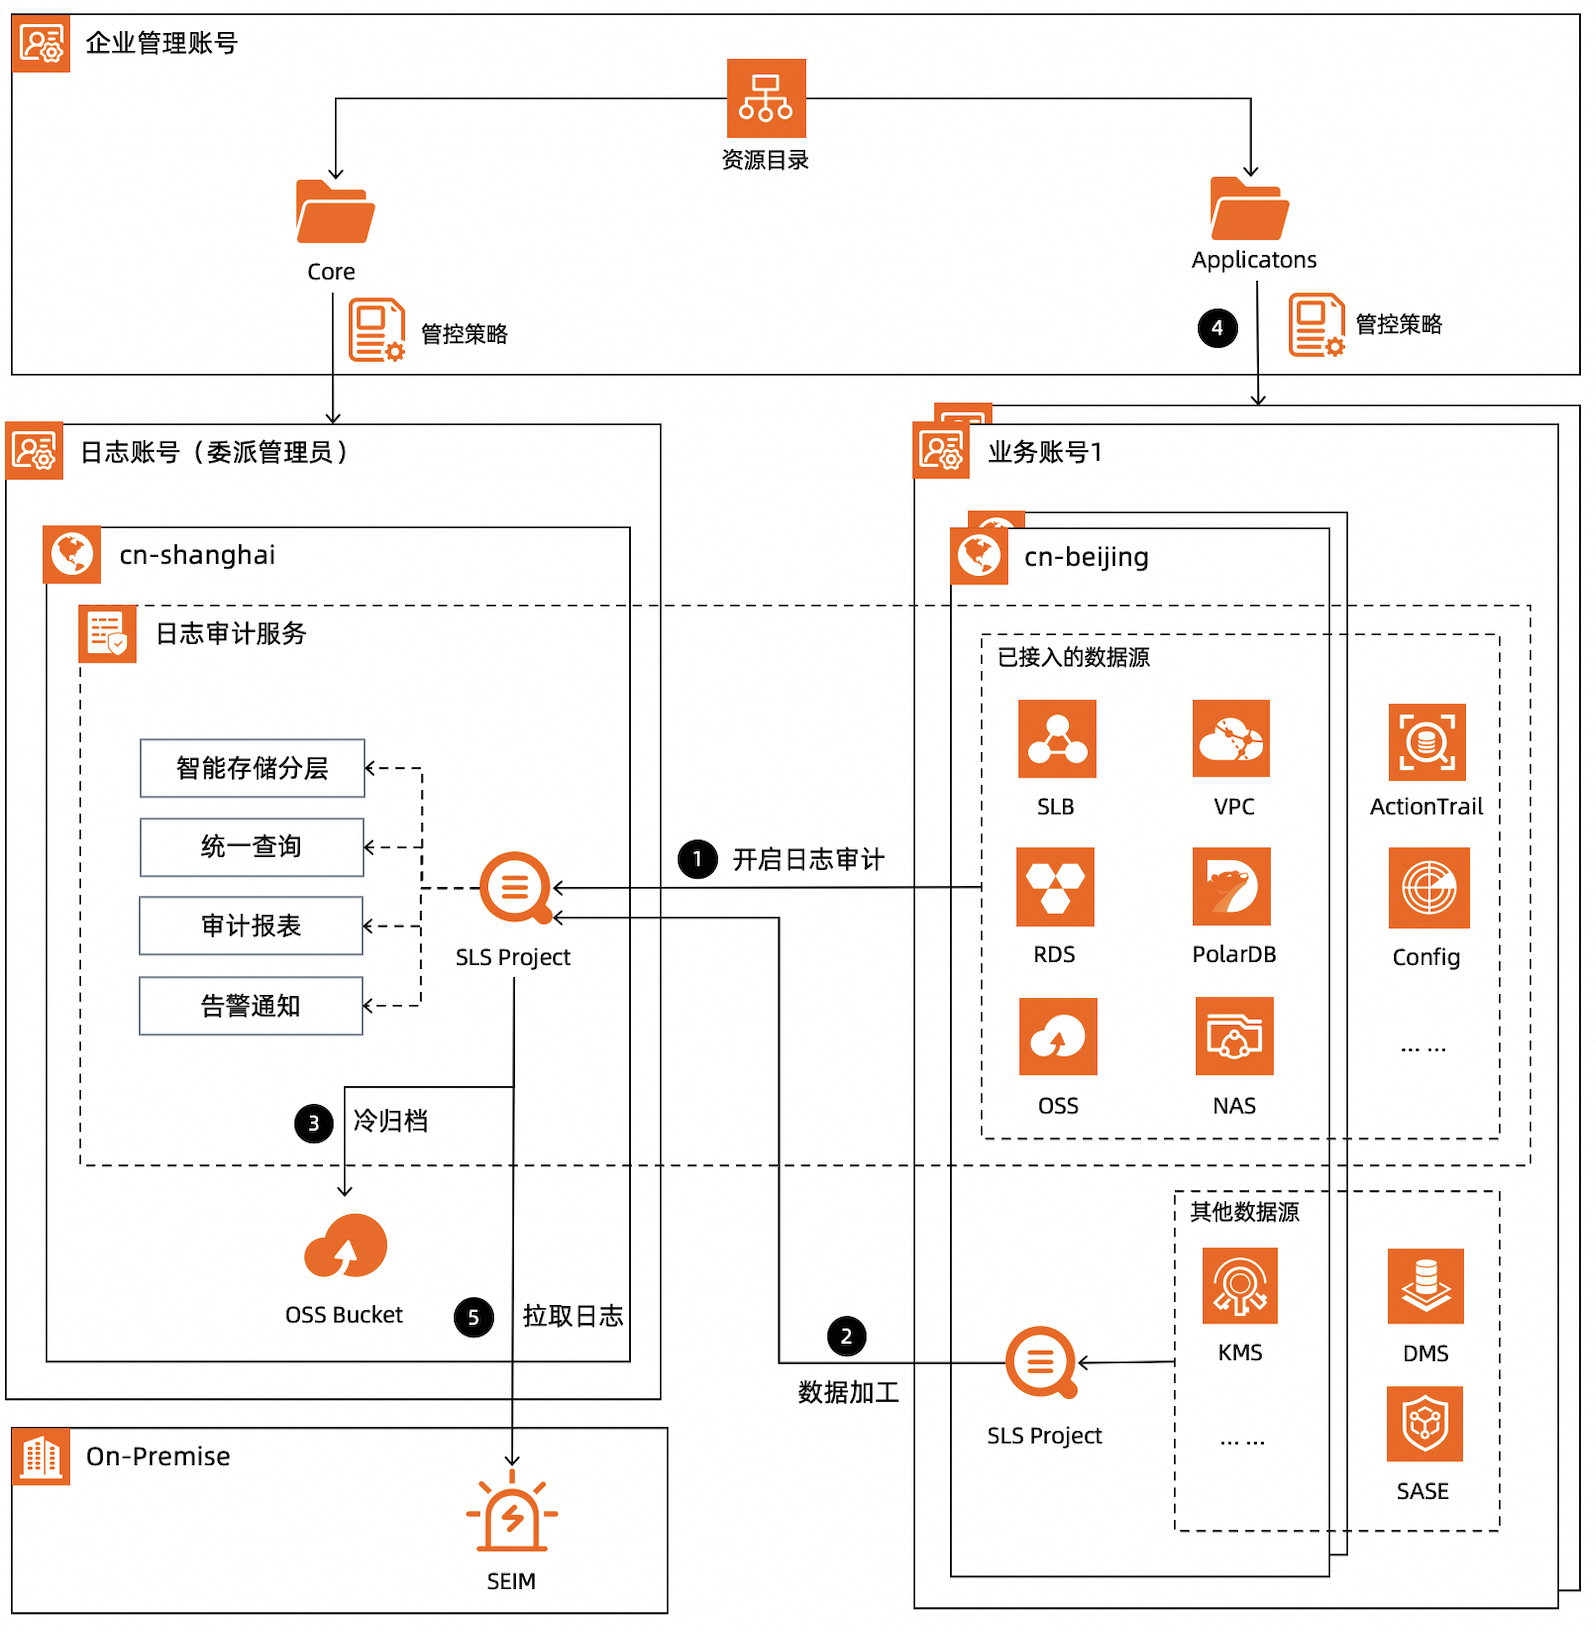 企业管理账号
资源目录
Core
Applicatons
管控策略
4
管控策略
日志账号（委派管理员）
业务账号1
cn-shanghai
cn-beijing
日志审计服务
已接入的数据源
智能存储分层
统一查询
审计报表
告警通知
SLS Project
1
开启日志审计
SLB
VPC
ActionTrail
RDS
PolarDB
Config
OSS
NAS
... ...
3
冷归档
OSS Bucket
5
拉取日志
2
数据加工
其他数据源
KMS
DMS
SLS Project
... ...
SASE
On-Premise
SEIM